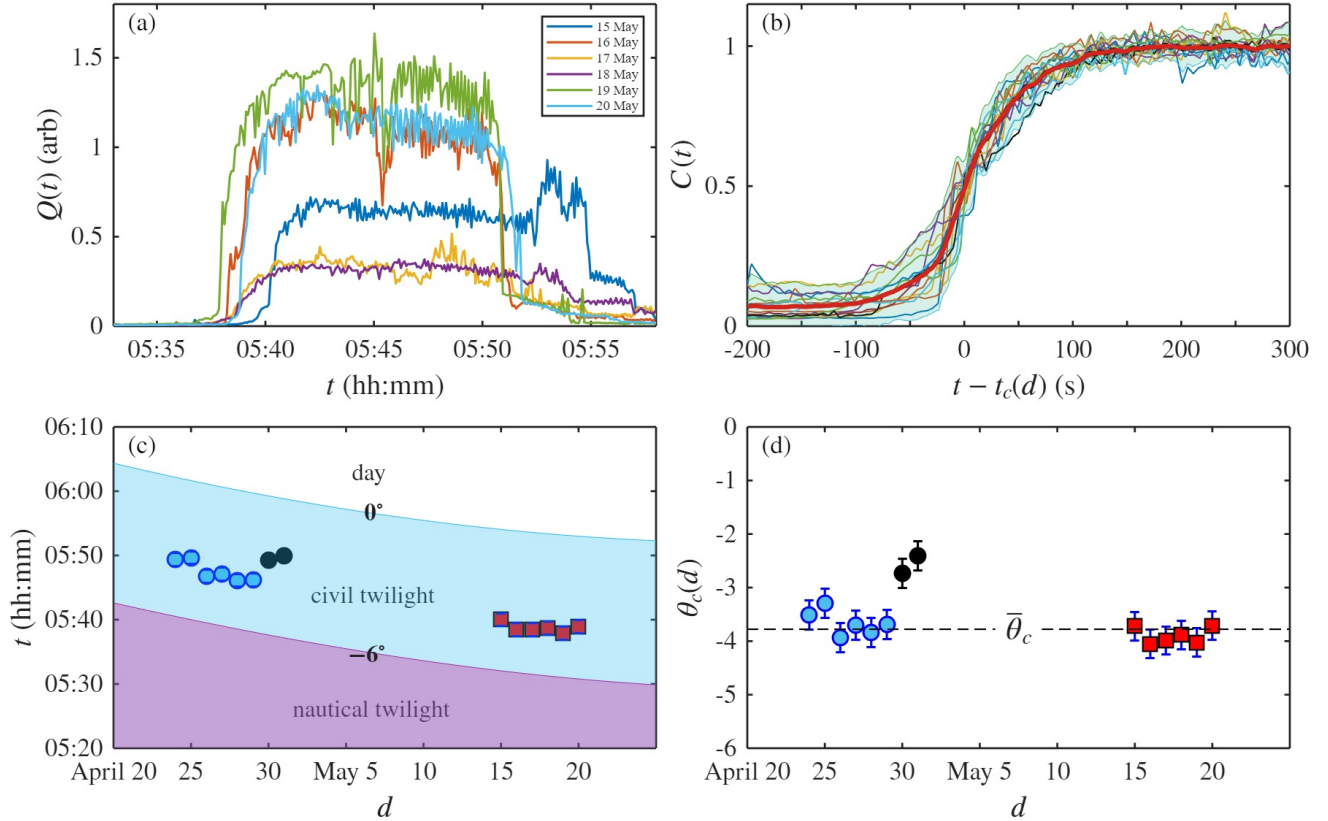 (a)
Q(t) (arb)
1.5
1
0.5
0
15 May
16 May
17 May
18 May
19 May
20 May
05:35 05:40 05:45 05:50 05:55
t (hh:mm)
(b)
C(t)
1
0.5
0
-200 -100 0 100 200 300
t − t_c(d) (s)
(c)
t (hh:mm)
06:10
06:00
05:50
05:40
05:30
05:20
day
0°
civil twilight
−6°
nautical twilight
April 20 25 30 May 5 10 15 20
d
(d)
θ_c(d)
0
-1
-2
-3
-4
-5
-6
θ̅_c
April 20 25 30 May 5 10 15 20
d